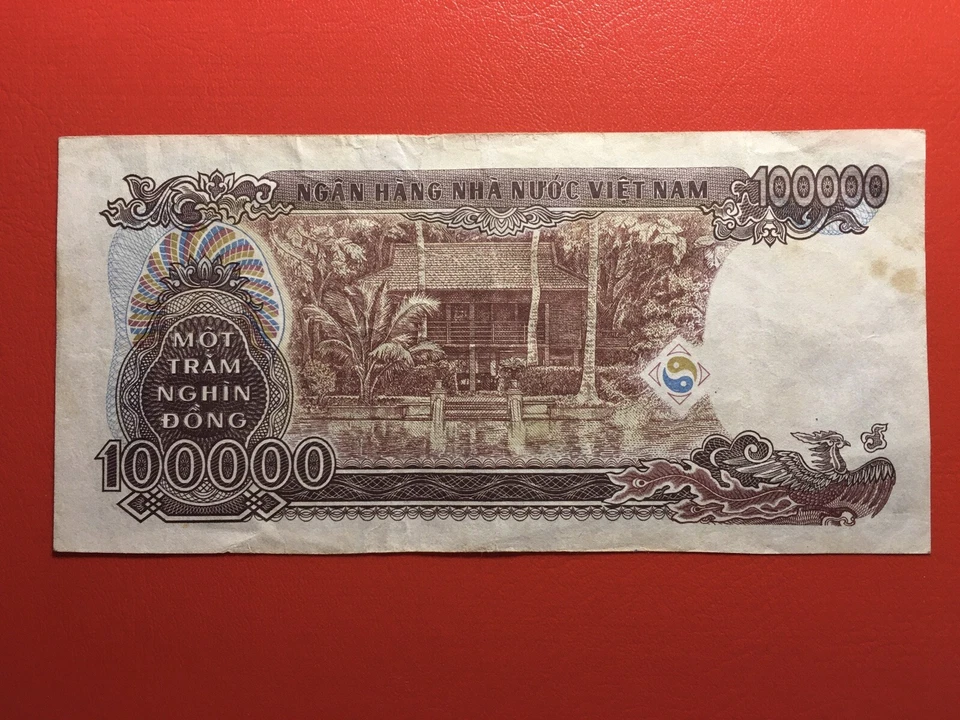 NGÂN HÀNG NHÀ NƯỚC VIỆT NAM
100000
MỘT
TRĂM
NGHÌN
ĐỒNG
100000